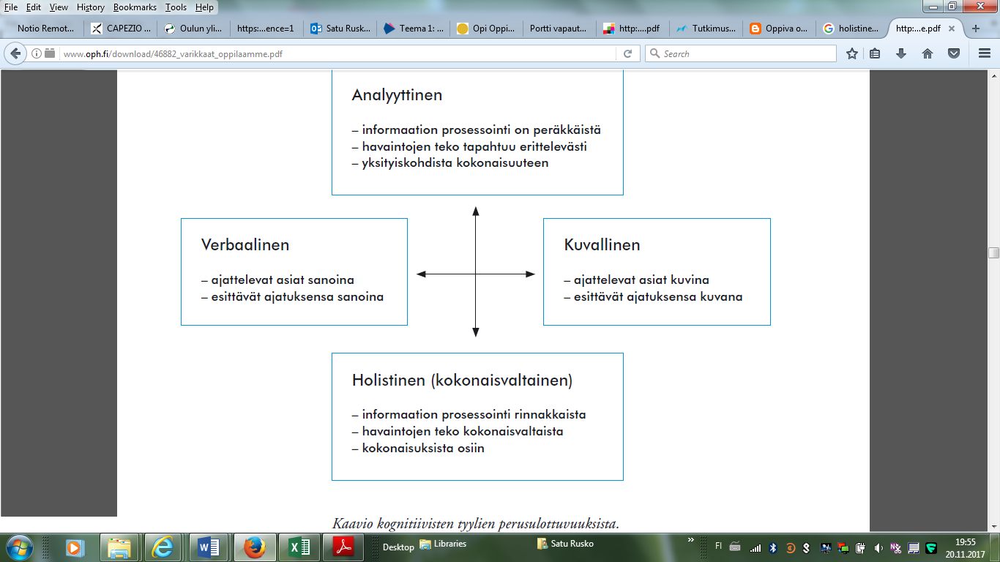 File Edit View History Bookmarks Tools Help
Notio Remot... CAPEZIO ... Oulun yli... https:...ence=1 Satu Rusk... Teema 1: ... Opi Oppi... Portti vapaut... http:....pdf Tutkimus... Oppiva o... holistine... http:...e.pdf
www.oph.fi/download/46882_varikkaat_oppilaamme.pdf Search
Analyyttinen
– informaation prosessointi on peräkkäistä
– havaintojen teko tapahtuu erittelevästi
– yksityiskohdista kokonaisuuteen
Verbaalinen
– ajattelevat asiat sanoina
– esittävät ajatuksensa sanoina
Kuvallinen
– ajattelevat asiat kuvina
– esittävät ajatuksensa kuvana
Holistinen (kokonaisvaltainen)
– informaation prosessointi rinnakkaista
– havaintojen teko kokonaisvaltaista
– kokonaisuksista osiin
Kaavio kognitiivisten tyylien perusulottuvuuksista.
Desktop Libraries Satu Rusko » FI 19:55
20.11.2017